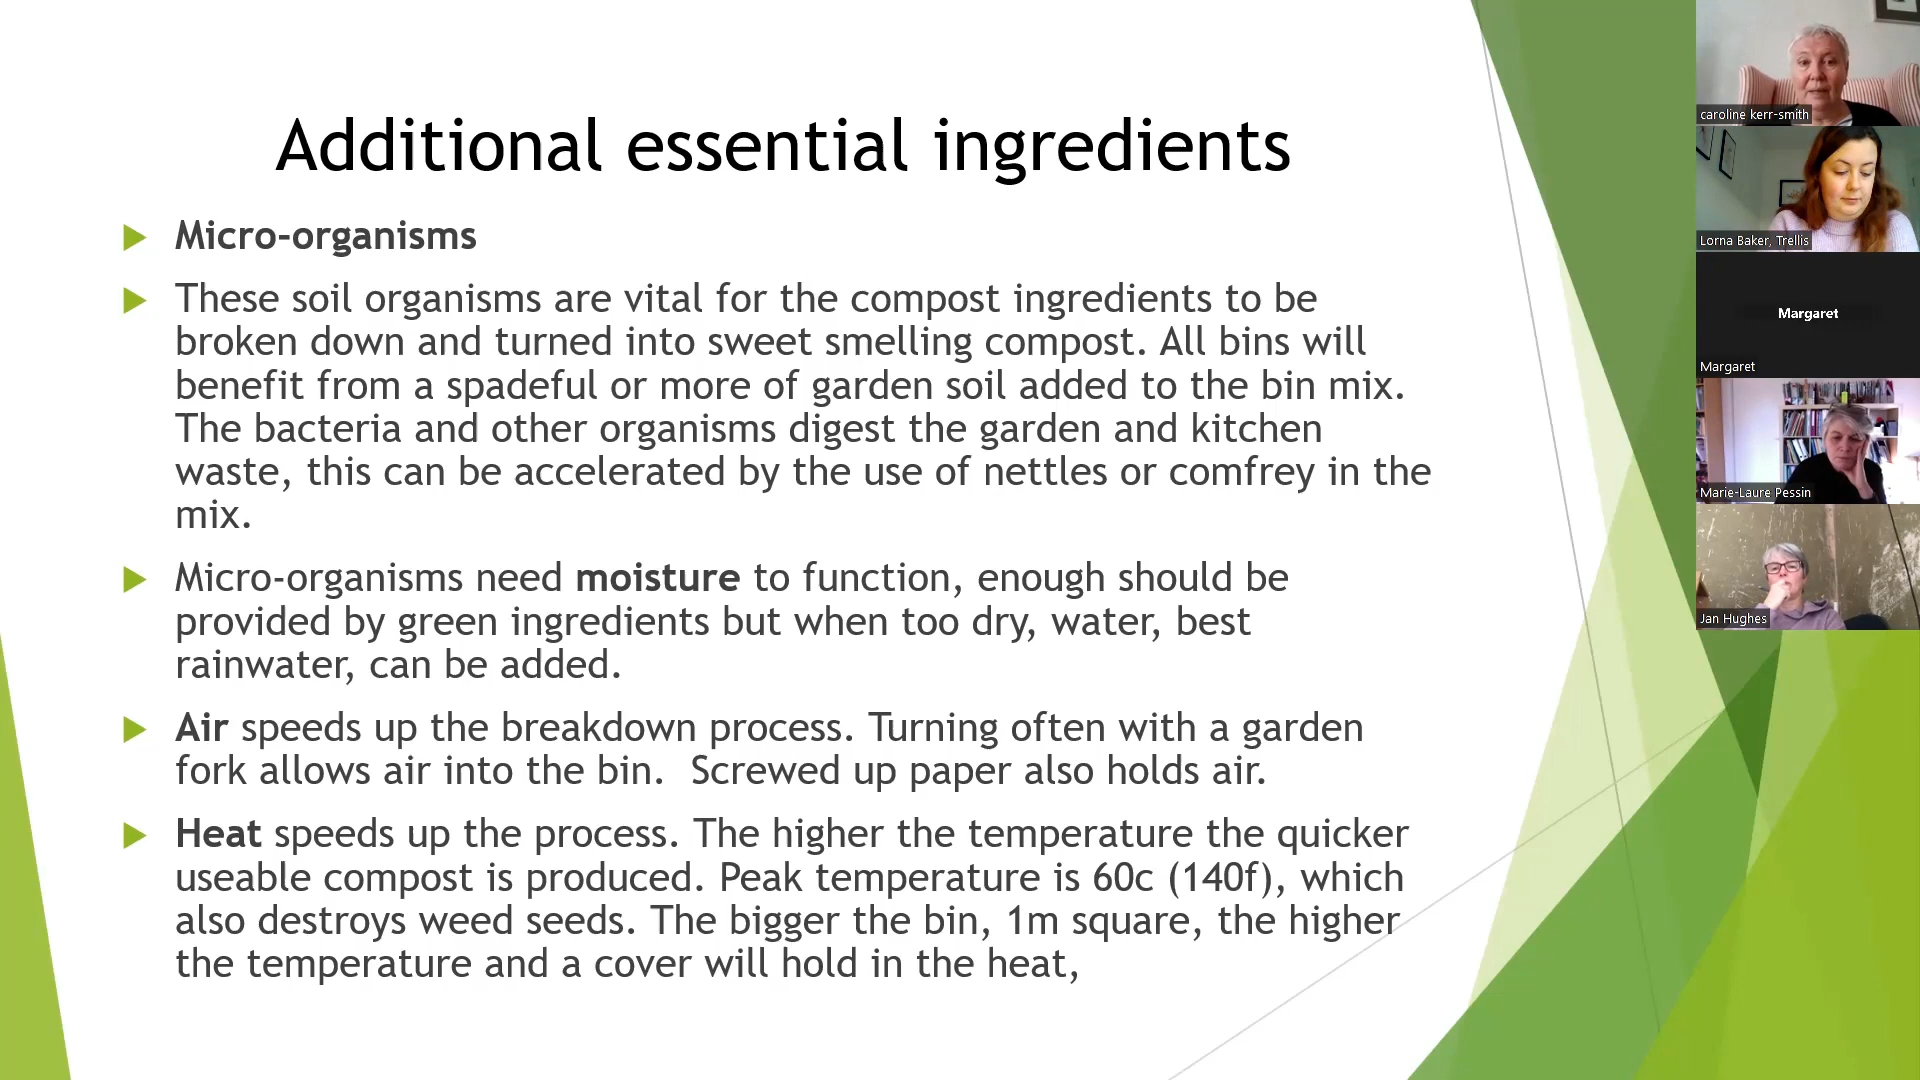 Additional essential ingredients
Micro-organisms
These soil organisms are vital for the compost ingredients to be
broken down and turned into sweet smelling compost. All bins will
benefit from a spadeful or more of garden soil added to the bin mix.
The bacteria and other organisms digest the garden and kitchen
waste, this can be accelerated by the use of nettles or comfrey in the
mix.
Micro-organisms need moisture to function, enough should be
provided by green ingredients but when too dry, water, best
rainwater, can be added.
Air speeds up the breakdown process. Turning often with a garden
fork allows air into the bin.  Screwed up paper also holds air.
Heat speeds up the process. The higher the temperature the quicker
useable compost is produced. Peak temperature is 60c (140f), which
also destroys weed seeds. The bigger the bin, 1m square, the higher
the temperature and a cover will hold in the heat,
caroline kerr-smith
Lorna Baker, Trellis
Margaret
Margaret
Marie-Laure Pessin
Jan Hughes